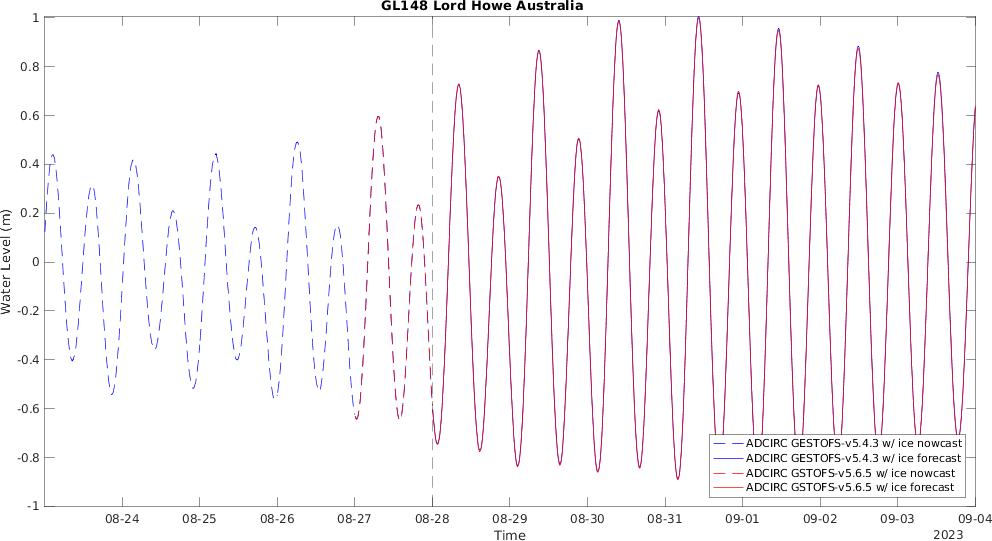 GL148 Lord Howe Australia
1
0.8
0.6
0.4
0.2
0
-0.2
-0.4
-0.6
-0.8
-1
Water Level (m)
ADCIRC GESTOFS-v5.4.3 w/ ice nowcast
ADCIRC GESTOFS-v5.4.3 w/ ice forecast
ADCIRC GSTOFS-v5.6.5 w/ ice nowcast
ADCIRC GSTOFS-v5.6.5 w/ ice forecast
08-24 08-25 08-26 08-27 08-28 08-29 08-30 08-31 09-01 09-02 09-03 09-04
Time
2023